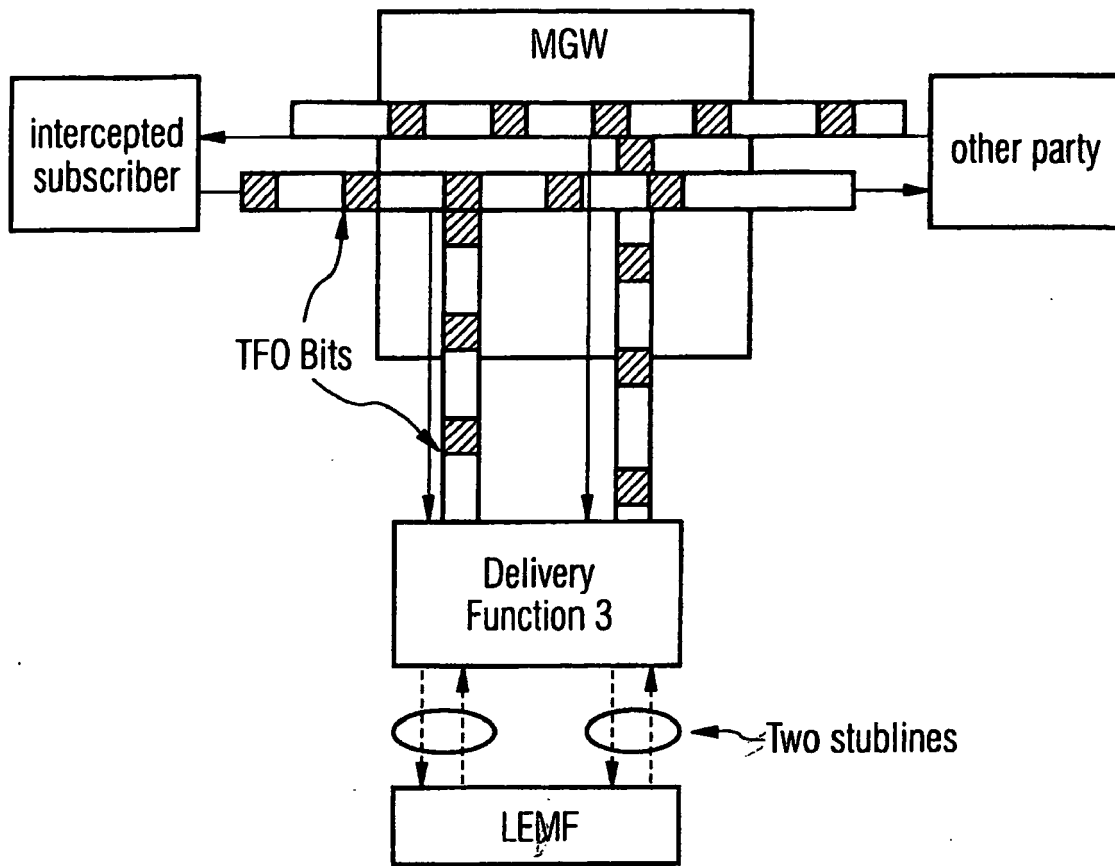 MGW
intercepted
subscriber
other party
TFO Bits
Delivery
Function 3
Two stublines
LEMF